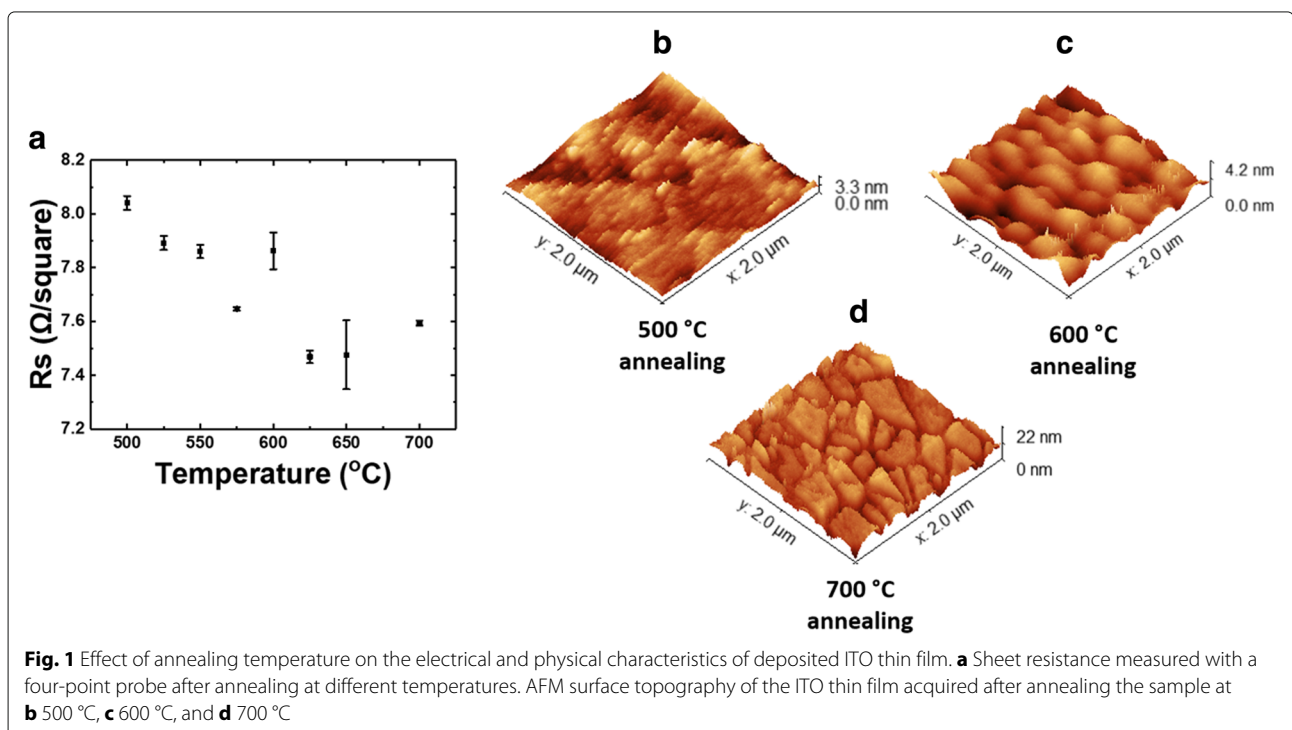 a
8.2
8.0
7.8
7.6
7.4
7.2
Rs (Ω/square)
500 550 600 650 700
Temperature (°C)
b
3.3 nm
0.0 nm
y: 2.0 µm
x: 2.0 µm
500 °C
annealing
c
4.2 nm
0.0 nm
y: 2.0 µm
x: 2.0 µm
600 °C
annealing
d
22 nm
0 nm
y: 2.0 µm
x: 2.0 µm
700 °C
annealing
Fig. 1 Effect of annealing temperature on the electrical and physical characteristics of deposited ITO thin film. a Sheet resistance measured with a
four-point probe after annealing at different temperatures. AFM surface topography of the ITO thin film acquired after annealing the sample at
b 500 °C, c 600 °C, and d 700 °C